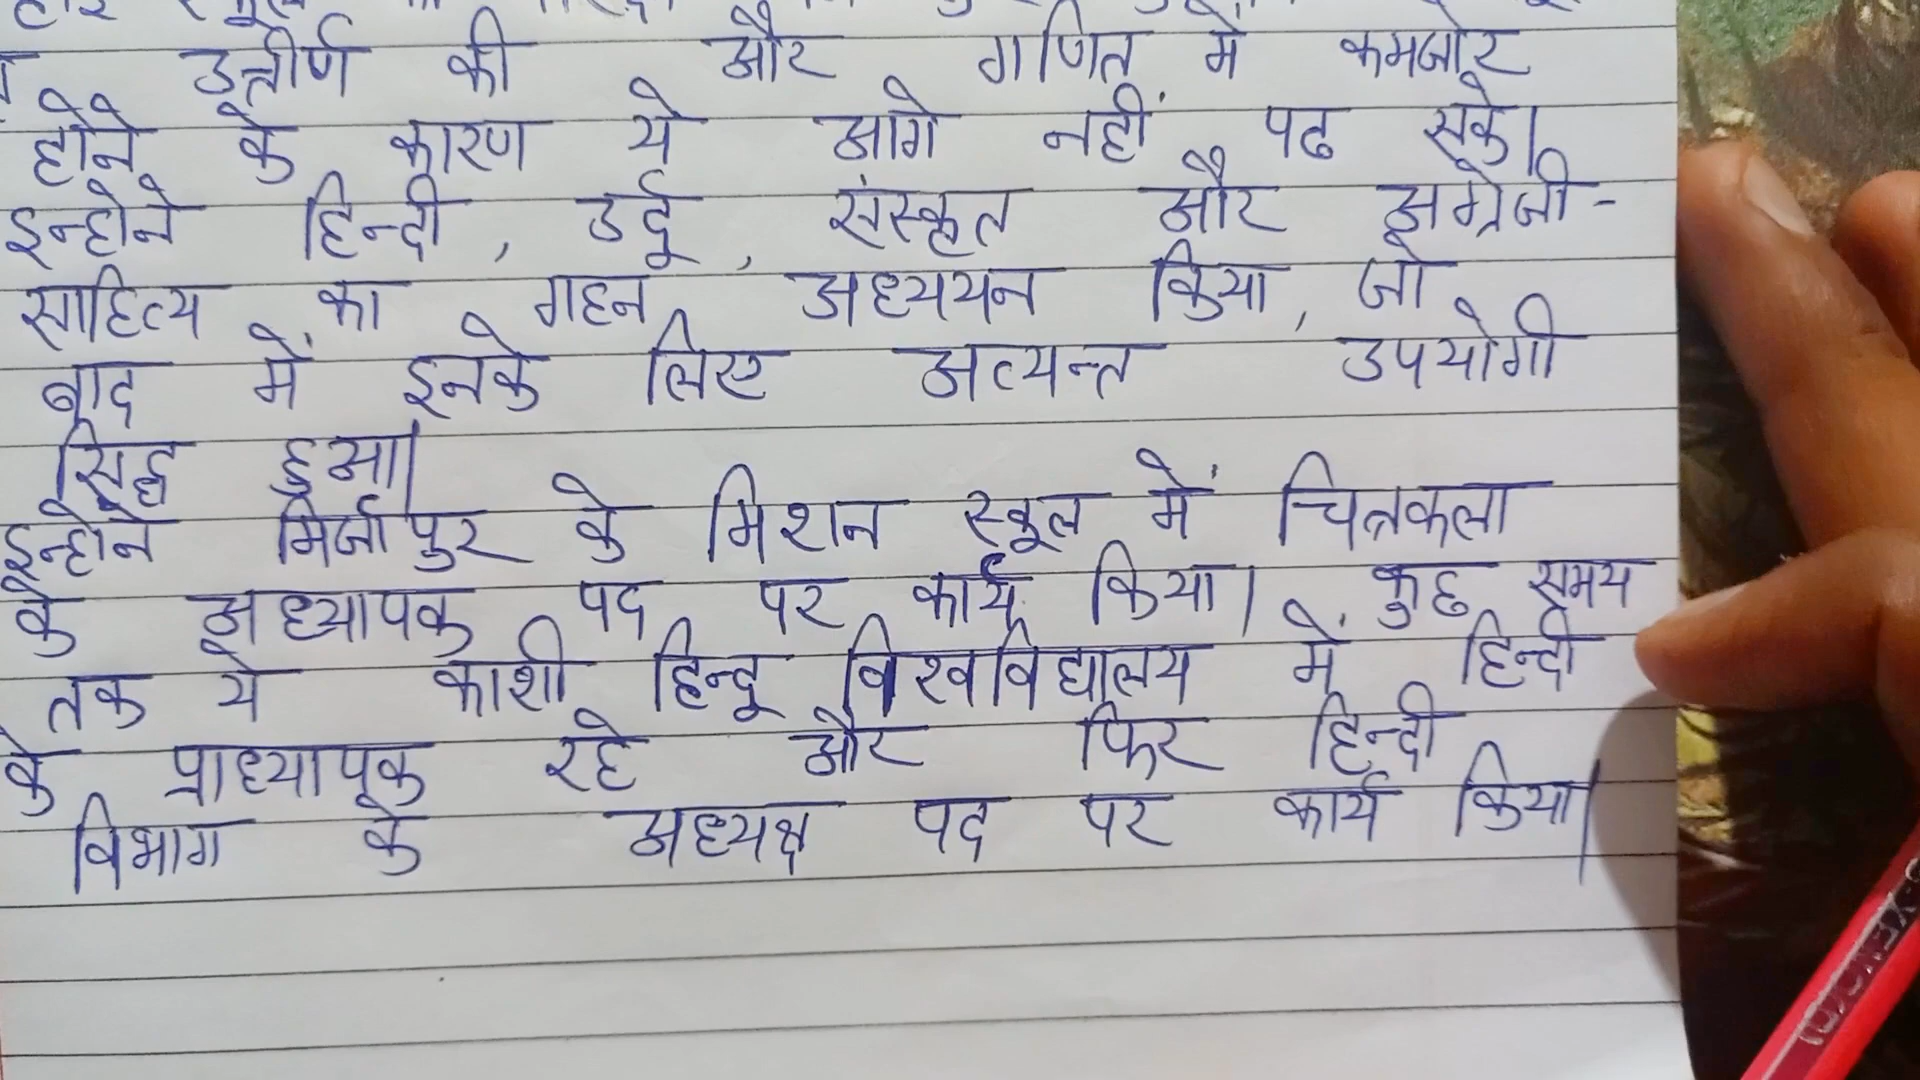 उत्तीर्ण की और गणित में कमजोर
होने के कारण ये आगे नहीं पढ सके।
इन्होने हिन्दी, उर्दू, संस्कृत और अग्रेजी-
साहित्य का गहन अध्ययन किया, जो
बाद में इनके लिए अत्यन्त उपयोगी
सिद्ध हुआ।
इन्होने मिर्जापुर के मिशन स्कूल में चित्रकला
के अध्यापक पद पर कार्य किया। कुछ समय
तक ये काशी हिन्दू विश्वविद्यालय में हिन्दी
के प्राध्यापक रहे और फिर हिन्दी
विभाग के अध्यक्ष पद पर कार्य किया।